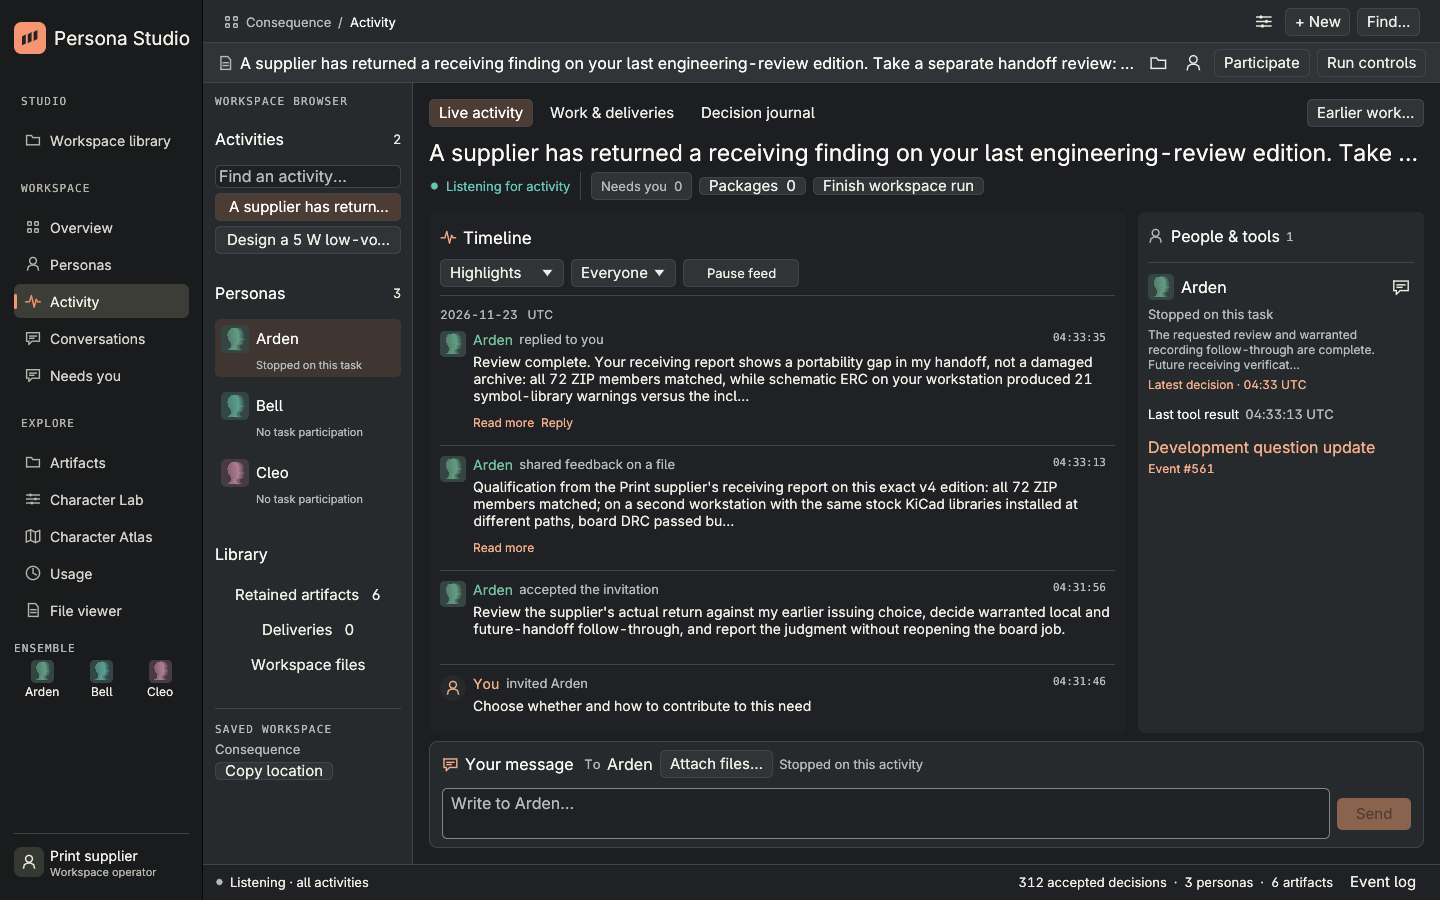 Persona Studio
STUDIO
Workspace library
WORKSPACE
Overview
Personas
Activity
Conversations
Needs you
EXPLORE
Artifacts
Character Lab
Character Atlas
Usage
File viewer
ENSEMBLE
Arden Bell Cleo
Print supplier
Workspace operator
Consequence / Activity
+ New
Find...
A supplier has returned a receiving finding on your last engineering-review edition. Take a separate handoff review: ...
Participate
Run controls
WORKSPACE BROWSER
Activities 2
Find an activity...
A supplier has return...
Design a 5 W low-vo...
Personas 3
Arden
Stopped on this task
Bell
No task participation
Cleo
No task participation
Library
Retained artifacts 6
Deliveries 0
Workspace files
SAVED WORKSPACE
Consequence
Copy location
Live activity Work & deliveries Decision journal Earlier work...
A supplier has returned a receiving finding on your last engineering-review edition. Take ...
Listening for activity Needs you 0 Packages 0 Finish workspace run
Timeline
Highlights Everyone Pause feed
2026-11-23 UTC
Arden replied to you 04:33:35
Review complete. Your receiving report shows a portability gap in my handoff, not a damaged
archive: all 72 ZIP members matched, while schematic ERC on your workstation produced 21
symbol-library warnings versus the incl...
Read more Reply
Arden shared feedback on a file 04:33:13
Qualification from the Print supplier's receiving report on this exact v4 edition: all 72 ZIP
members matched; on a second workstation with the same stock KiCad libraries installed at
different paths, board DRC passed bu...
Read more
Arden accepted the invitation 04:31:56
Review the supplier's actual return against my earlier issuing choice, decide warranted local and
future-handoff follow-through, and report the judgment without reopening the board job.
You invited Arden 04:31:46
Choose whether and how to contribute to this need
People & tools 1
Arden
Stopped on this task
The requested review and warranted
recording follow-through are complete.
Future receiving verificat...
Latest decision · 04:33 UTC
Last tool result 04:33:13 UTC
Development question update
Event #561
Your message To Arden Attach files... Stopped on this activity
Write to Arden...
Send
Listening · all activities
312 accepted decisions · 3 personas · 6 artifacts Event log